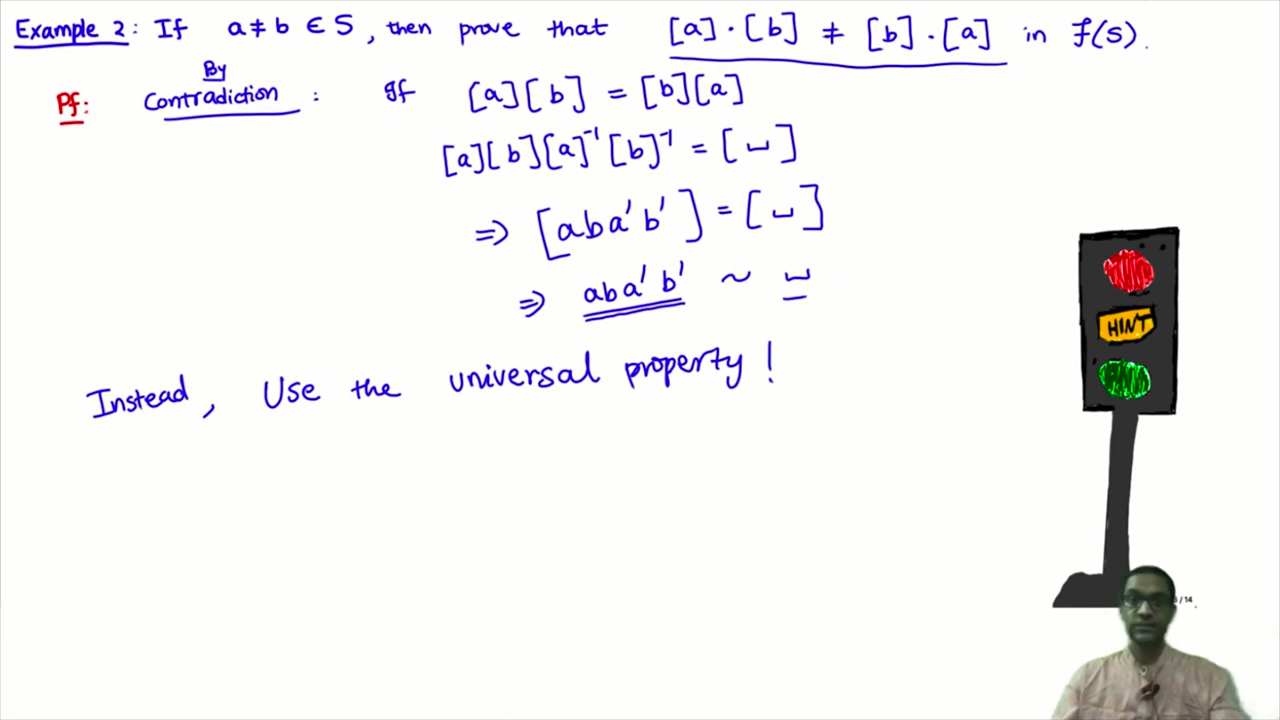 Example 2: If a ≠ b ∈ S, then prove that [a]·[b] ≠ [b]·[a] in F(S).
Pf: By Contradiction: If [a][b] = [b][a]
[a][b][a]⁻¹[b]⁻¹ = [␣]
⇒ [aba'b'] = [␣]
⇒ aba'b' ~ ␣
Instead, Use the universal property!
HINT
/14